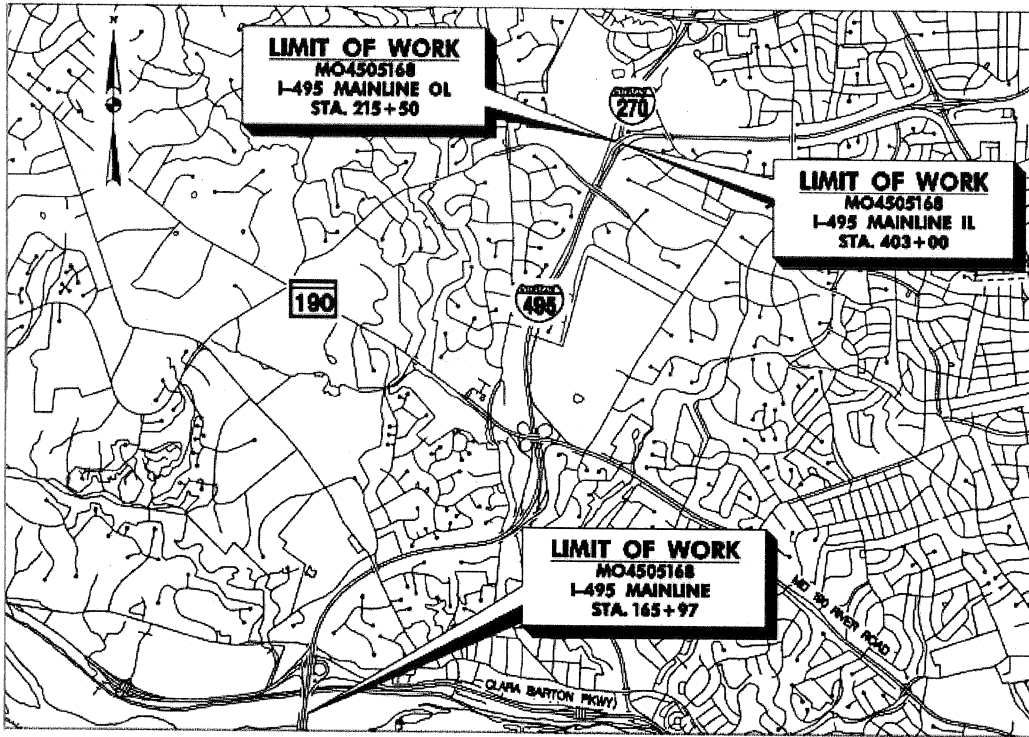 N
LIMIT OF WORK
MO4505168
I-495 MAINLINE OL
STA. 215+50
270
LIMIT OF WORK
MO4505168
I-495 MAINLINE IL
STA. 403+00
190
495
LIMIT OF WORK
MO4505168
I-495 MAINLINE
STA. 165+97
MD 190 RIVER ROAD
CLARA BARTON PKWY